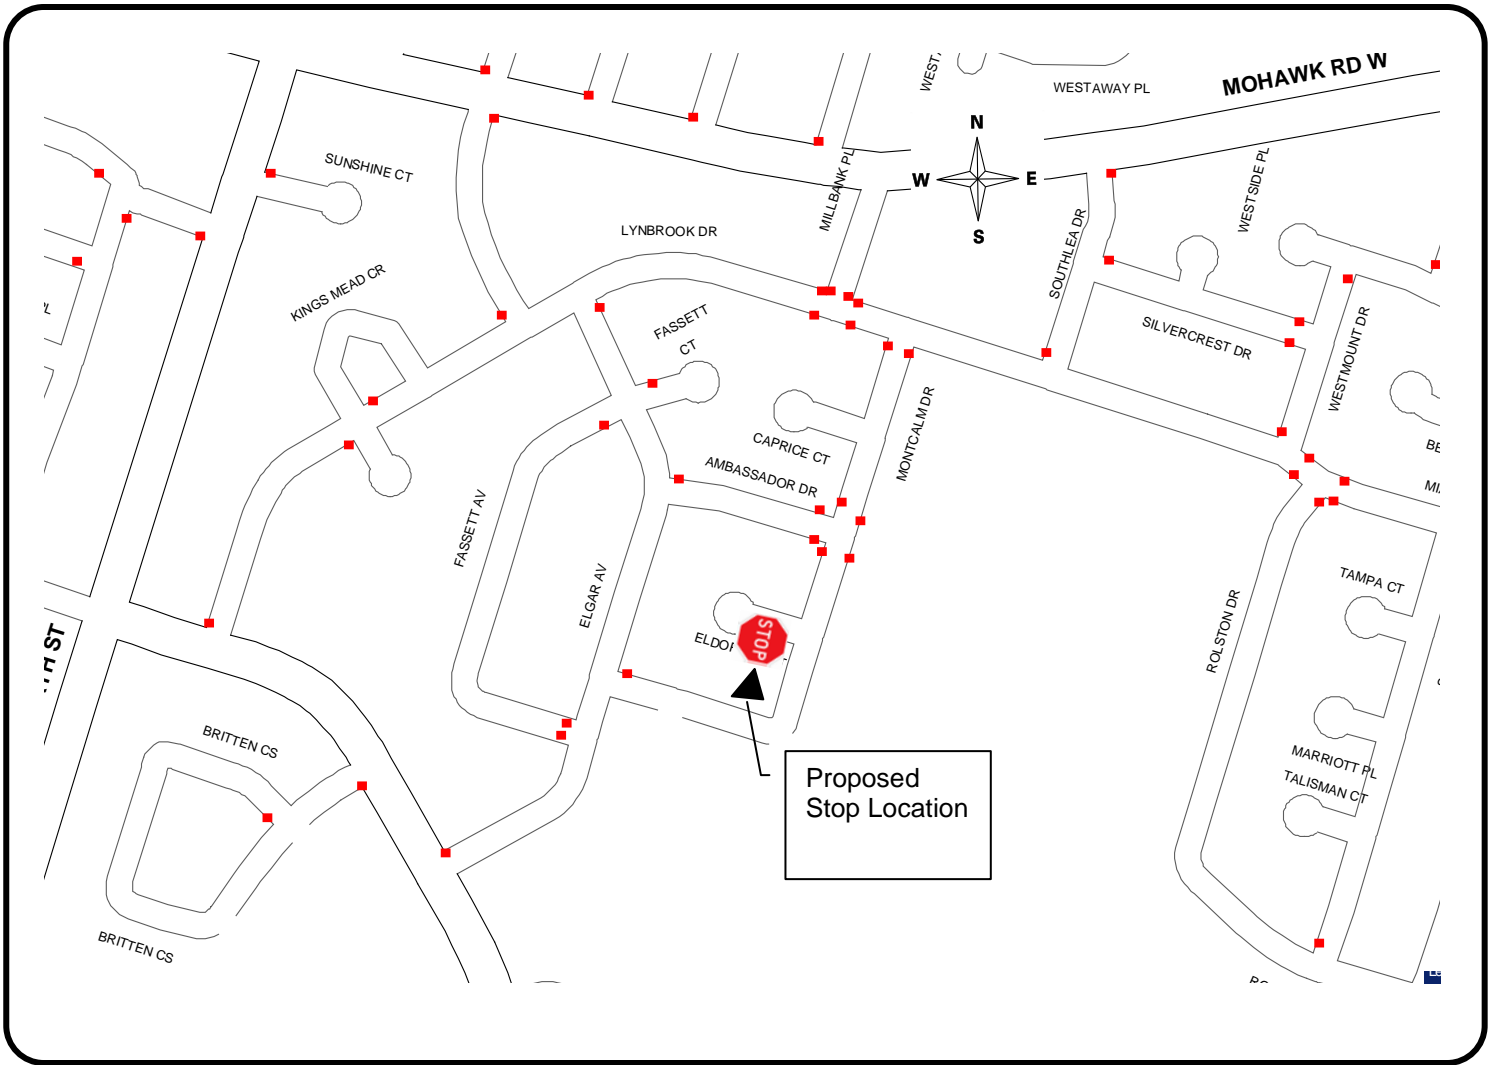 MOHAWK RD W
WESTAWAY PL
N
W
E
S
SUNSHINE CT
MILLBANK PL
WESTSIDE PL
LYNBROOK DR
SOUTHLEA DR
KINGS MEAD CR
FASSETT
CT
SILVERCREST DR
WESTMOUNT DR
MONTCALM DR
CAPRICE CT
AMBASSADOR DR
FASSETT AV
ELGAR AV
TAMPA CT
ROLSTON DR
STOP
TH ST
BRITTEN CS
MARRIOTT PL
TALISMAN CT
Proposed
Stop Location
BRITTEN CS